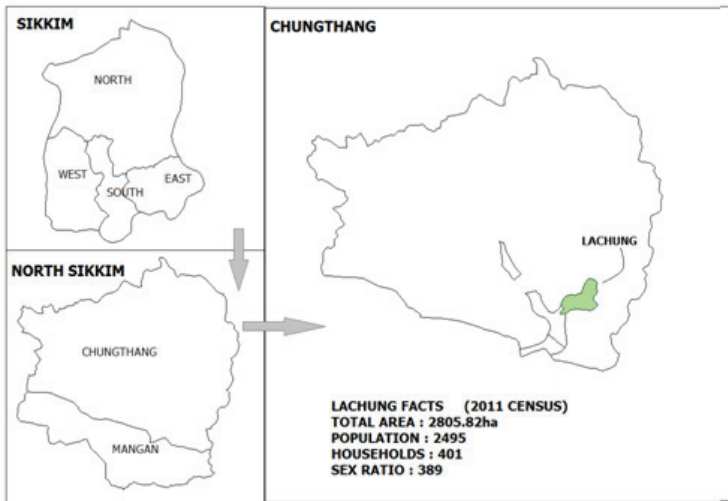 SIKKIM
NORTH
WEST
EAST
SOUTH
NORTH SIKKIM
CHUNGTHANG
MANGAN
CHUNGTHANG
LACHUNG
LACHUNG FACTS (2011 CENSUS)
TOTAL AREA : 2805.82ha
POPULATION : 2495
HOUSEHOLDS : 401
SEX RATIO : 389